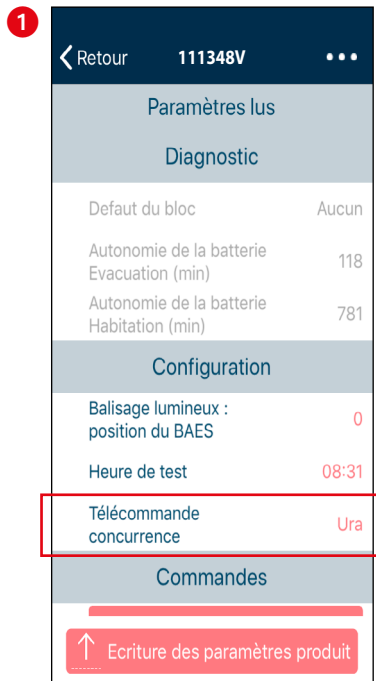 1
Retour 111348V •••
Paramètres lus
Diagnostic
Defaut du bloc Aucun
Autonomie de la batterie
Evacuation (min) 118
Autonomie de la batterie
Habitation (min) 781
Configuration
Balisage lumineux :
position du BAES 0
Heure de test 08:31
Télécommande
concurrence Ura
Commandes
Ecriture des paramètres produit